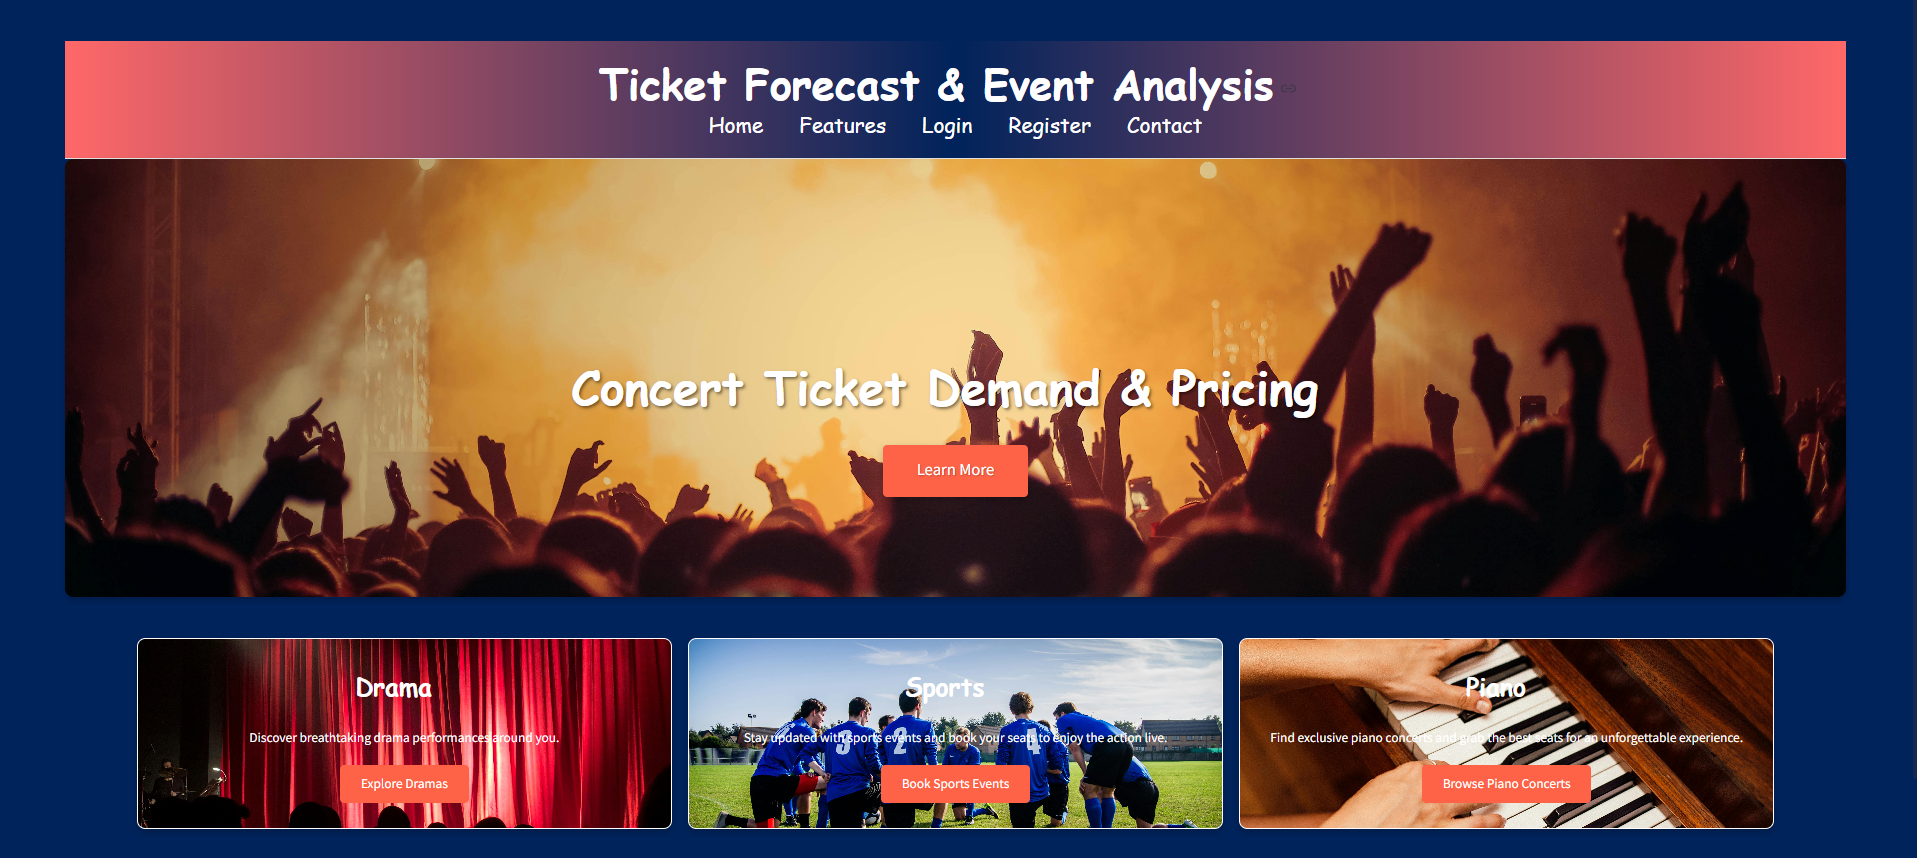 Ticket Forecast & Event Analysis
Home Features Login Register Contact
Concert Ticket Demand & Pricing
Learn More
Drama
Discover breathtaking drama performances around you.
Explore Dramas
Sports
Stay updated with sports events and book your seats to enjoy the action live.
3 2 4
Book Sports Events
Piano
Find exclusive piano concerts and grab the best seats for an unforgettable experience.
Browse Piano Concerts